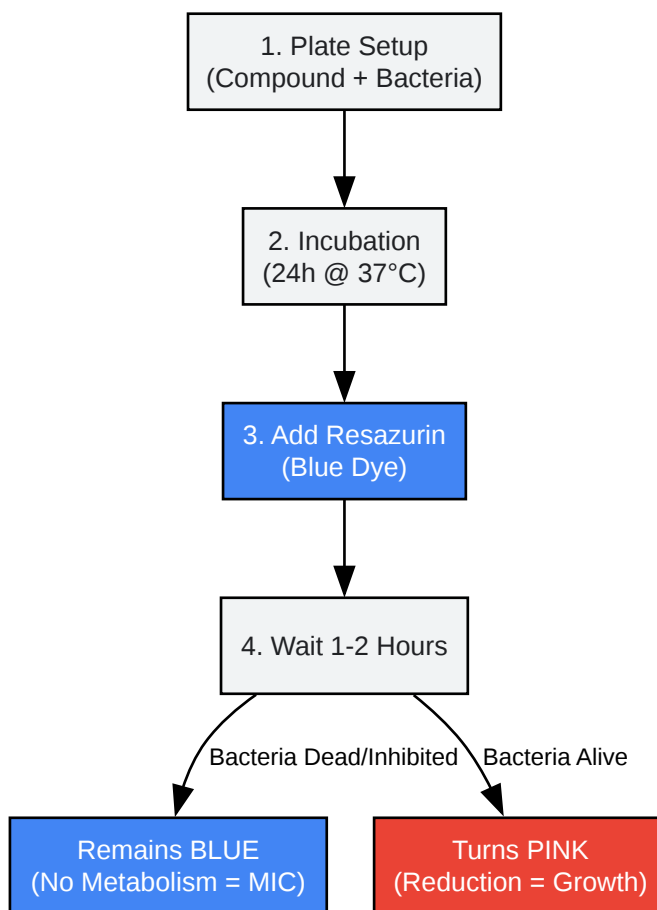 1. Plate Setup
(Compound + Bacteria)
2. Incubation
(24h @ 37°C)
3. Add Resazurin
(Blue Dye)
4. Wait 1-2 Hours
Bacteria Dead/Inhibited
Bacteria Alive
Remains BLUE
(No Metabolism = MIC)
Turns PINK
(Reduction = Growth)